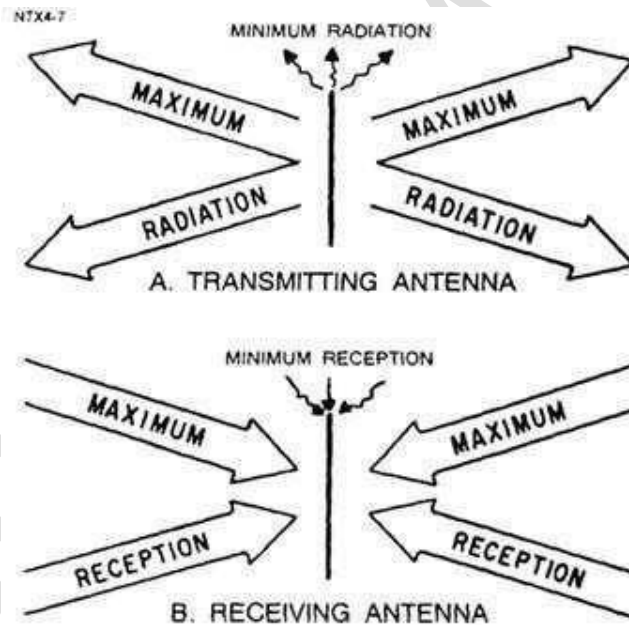 NTX4-7
MINIMUM RADIATION
MAXIMUM
MAXIMUM
RADIATION
RADIATION
A. TRANSMITTING ANTENNA
MINIMUM RECEPTION
MAXIMUM
MAXIMUM
RECEPTION
RECEPTION
B. RECEIVING ANTENNA